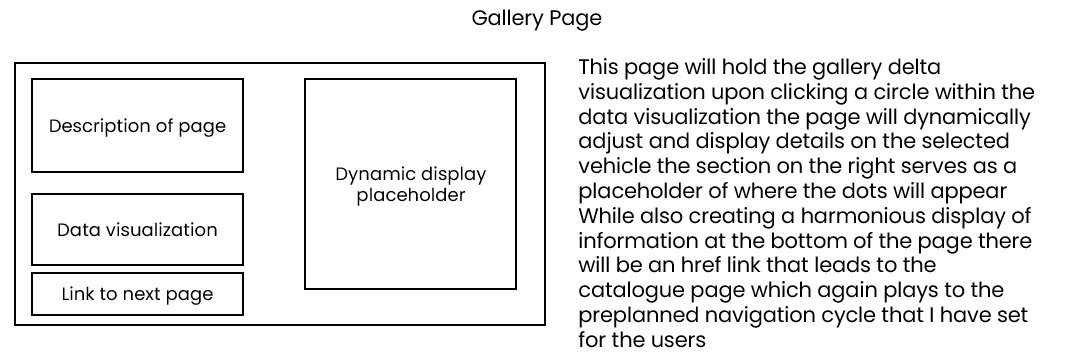 Gallery Page
Description of page
Data visualization
Link to next page
Dynamic display
placeholder
This page will hold the gallery delta
visualization upon clicking a circle within the
data visualization the page will dynamically
adjust and display details on the selected
vehicle the section on the right serves as a
placeholder of where the dots will appear
While also creating a harmonious display of
information at the bottom of the page there
will be an href link that leads to the
catalogue page which again plays to the
preplanned navigation cycle that I have set
for the users